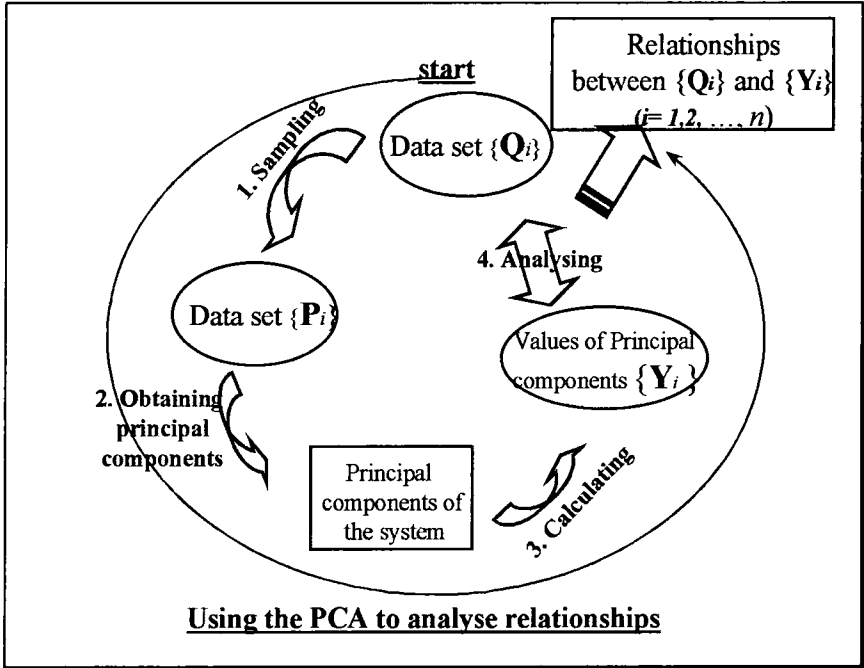 start
Relationships
between {Qi} and {Yi}
(i= 1,2, ..., n)
Data set {Qi}
1. Sampling
Data set {Pi}
2. Obtaining
principal
components
Principal
components of
the system
3. Calculating
Values of Principal
components {Yi}
4. Analysing
Using the PCA to analyse relationships